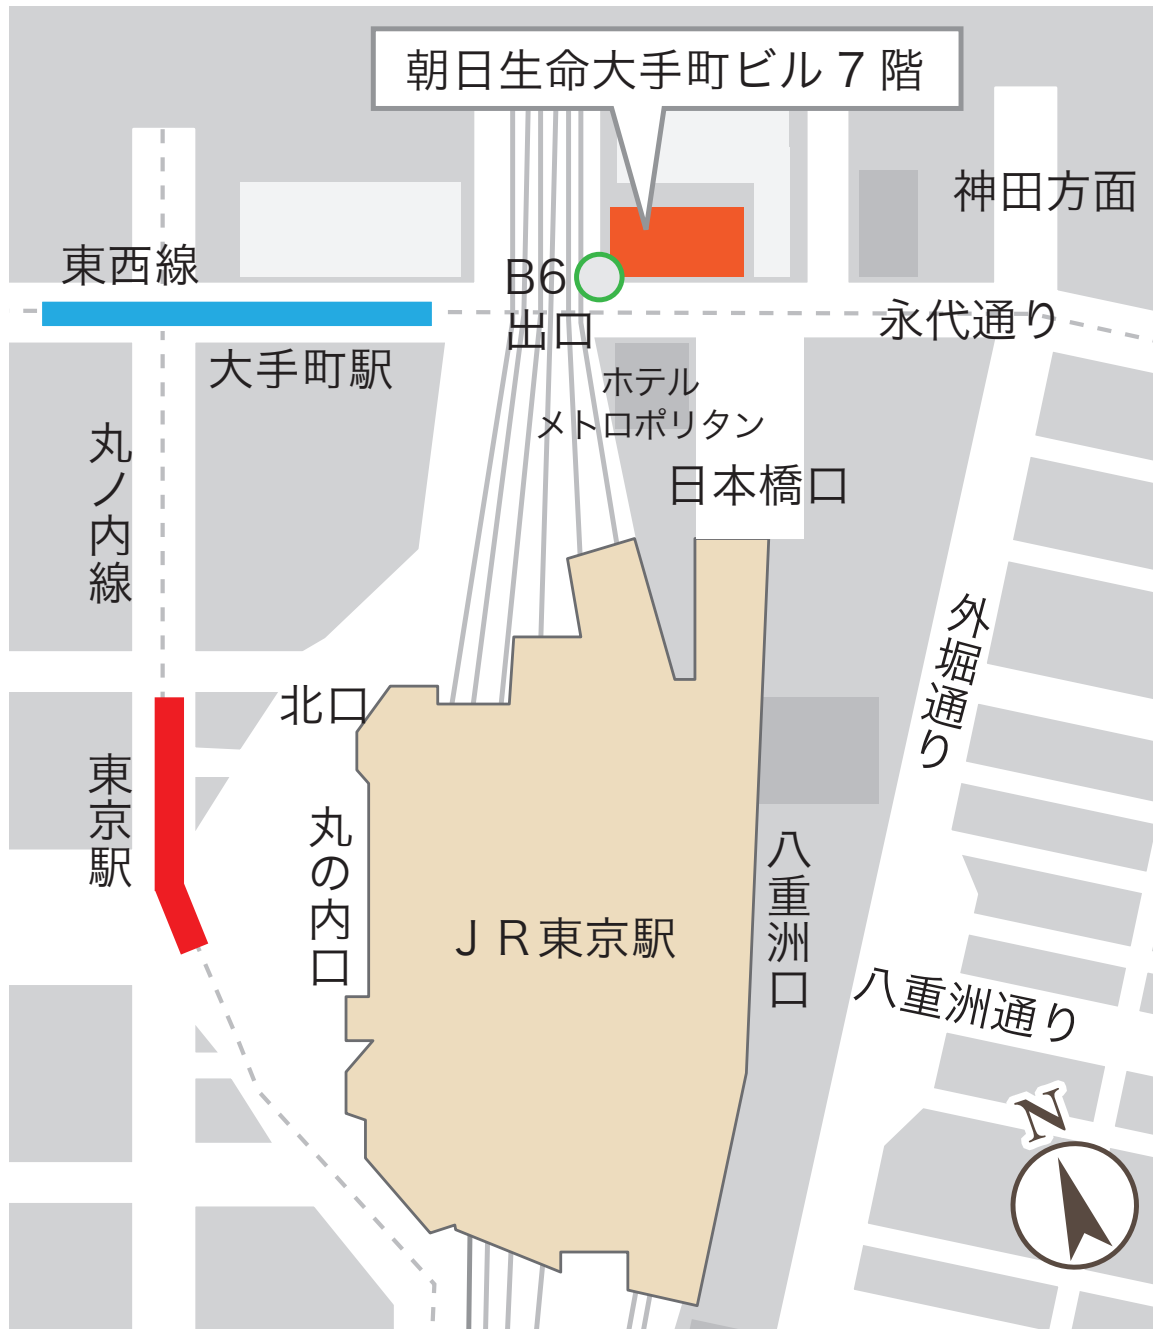 朝日生命大手町ビル７階
神田方面
東西線
B6
出口
永代通り
大手町駅
ホテル
メトロポリタン
丸ノ内線
日本橋口
外堀通り
北口
東京駅
丸の内口
八重洲口
ＪＲ東京駅
八重洲通り
N